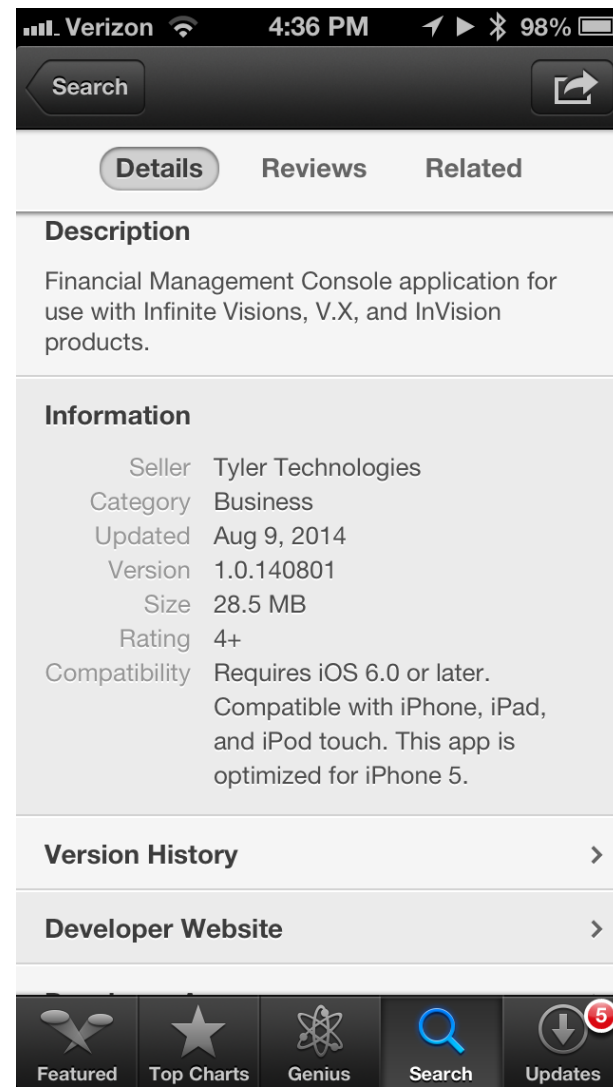 Verizon 4:36 PM 98%
Search
Details Reviews Related
Description
Financial Management Console application for
use with Infinite Visions, V.X, and InVision
products.
Information
Seller Tyler Technologies
Category Business
Updated Aug 9, 2014
Version 1.0.140801
Size 28.5 MB
Rating 4+
Compatibility Requires iOS 6.0 or later.
Compatible with iPhone, iPad,
and iPod touch. This app is
optimized for iPhone 5.
Version History
Developer Website
5
Featured Top Charts Genius Search Updates